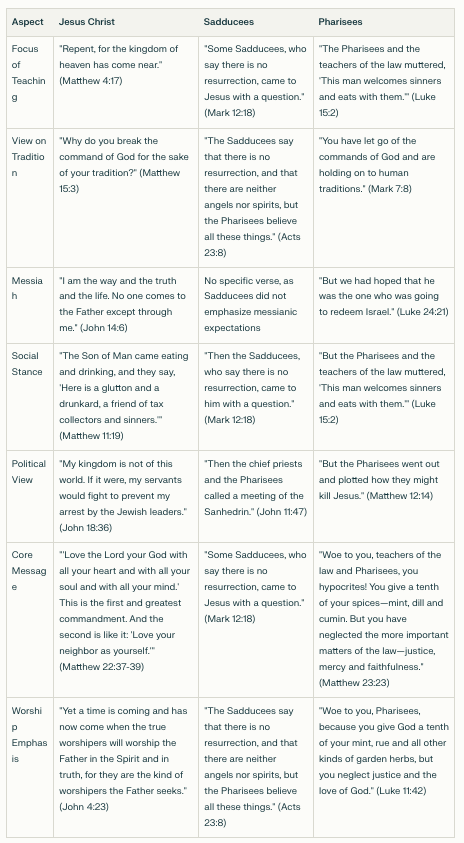 Aspect
Jesus Christ
Sadducees
Pharisees
Focus
of
Teachin
g
"Repent, for the kingdom of
heaven has come near."
(Matthew 4:17)
"Some Sadducees, who
say there is no
resurrection, came to
Jesus with a question."
(Mark 12:18)
"The Pharisees and the
teachers of the law muttered,
'This man welcomes sinners
and eats with them.'" (Luke
15:2)
View on
Traditio
n
"Why do you break the
command of God for the sake
of your tradition?" (Matthew
15:3)
"The Sadducees say
that there is no
resurrection, and that
there are neither
angels nor spirits, but
the Pharisees believe
all these things." (Acts
23:8)
"You have let go of the
commands of God and are
holding on to human
traditions." (Mark 7:8)
Messia
h
"I am the way and the truth
and the life. No one comes to
the Father except through
me." (John 14:6)
No specific verse, as
Sadducees did not
emphasize messianic
expectations
"But we had hoped that he
was the one who was going
to redeem Israel." (Luke 24:21)
Social
Stance
"The Son of Man came eating
and drinking, and they say,
'Here is a glutton and a
drunkard, a friend of tax
collectors and sinners.'"
(Matthew 11:19)
"Then the Sadducees,
who say there is no
resurrection, came to
him with a question."
(Mark 12:18)
"But the Pharisees and the
teachers of the law muttered,
'This man welcomes sinners
and eats with them.'" (Luke
15:2)
Political
View
"My kingdom is not of this
world. If it were, my servants
would fight to prevent my
arrest by the Jewish leaders."
(John 18:36)
"Then the chief priests
and the Pharisees
called a meeting of the
Sanhedrin." (John 11:47)
"But the Pharisees went out
and plotted how they might
kill Jesus." (Matthew 12:14)
Core
Messag
e
"'Love the Lord your God with
all your heart and with all your
soul and with all your mind.'
This is the first and greatest
commandment. And the
second is like it: 'Love your
neighbor as yourself.'"
(Matthew 22:37-39)
"Some Sadducees, who
say there is no
resurrection, came to
Jesus with a question."
(Mark 12:18)
"Woe to you, teachers of the
law and Pharisees, you
hypocrites! You give a tenth
of your spices—mint, dill and
cumin. But you have
neglected the more important
matters of the law—justice,
mercy and faithfulness."
(Matthew 23:23)
Worshi
p
Emphas
is
"Yet a time is coming and has
now come when the true
worshipers will worship the
Father in the Spirit and in
truth, for they are the kind of
worshipers the Father seeks."
(John 4:23)
"The Sadducees say
that there is no
resurrection, and that
there are neither
angels nor spirits, but
the Pharisees believe
all these things." (Acts
23:8)
"Woe to you, Pharisees,
because you give God a tenth
of your mint, rue and all other
kinds of garden herbs, but
you neglect justice and the
love of God." (Luke 11:42)